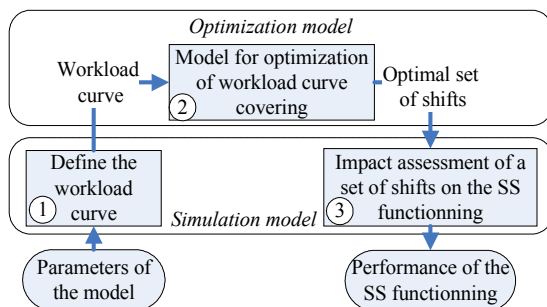 Optimization model
Workload
curve
Model for optimization
of workload curve
covering
2
Optimal set
of shifts
Define the
workload
curve
1
Simulation model
Impact assessment of a
set of shifts on the SS
functionning
3
Parameters of
the model
Performance of the
SS functionning